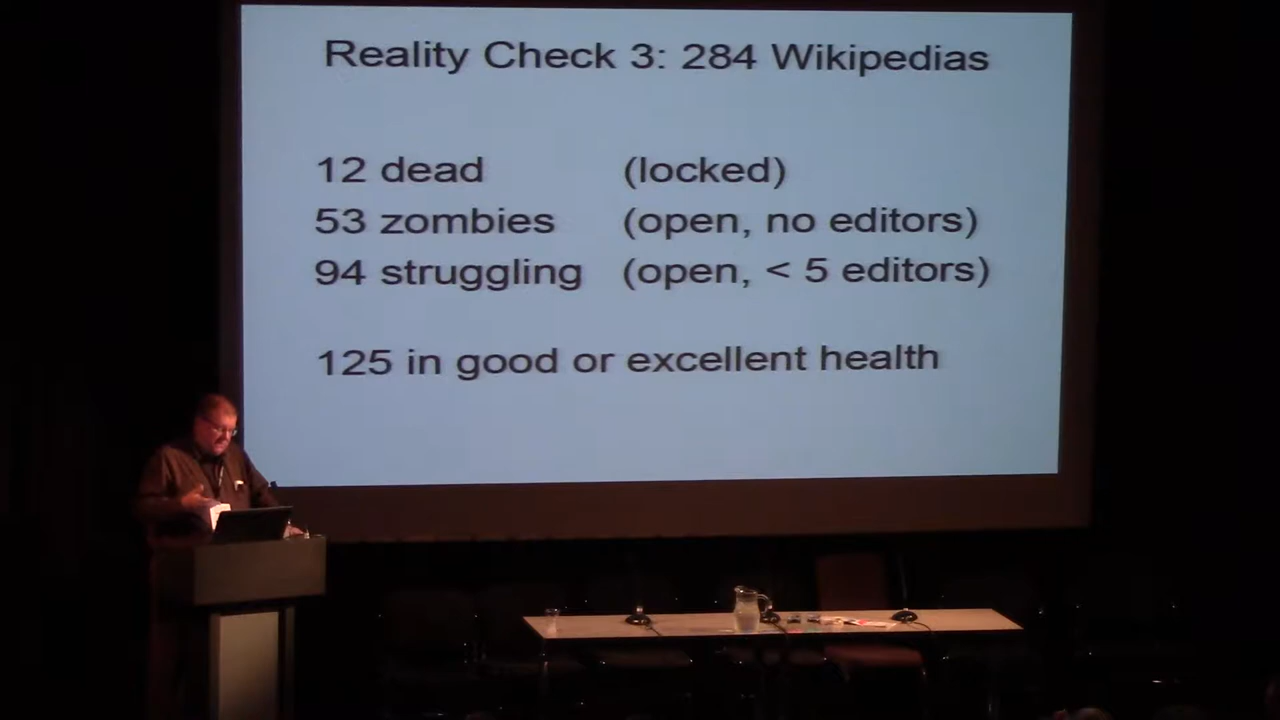 Reality Check 3: 284 Wikipedias
12 dead (locked)
53 zombies (open, no editors)
94 struggling (open, < 5 editors)
125 in good or excellent health